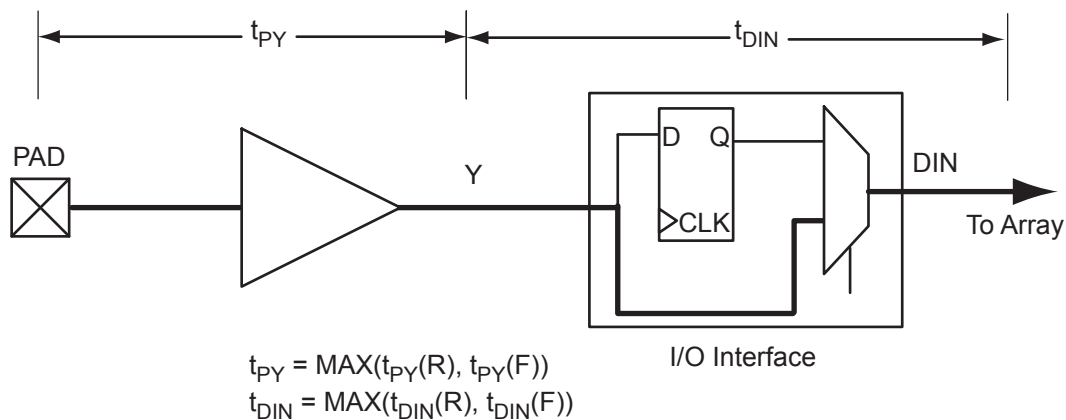 tPY
tDIN
PAD
Y
D
Q
CLK
DIN
To Array
I/O Interface
tPY = MAX(tPY(R), tPY(F))
tDIN = MAX(tDIN(R), tDIN(F))